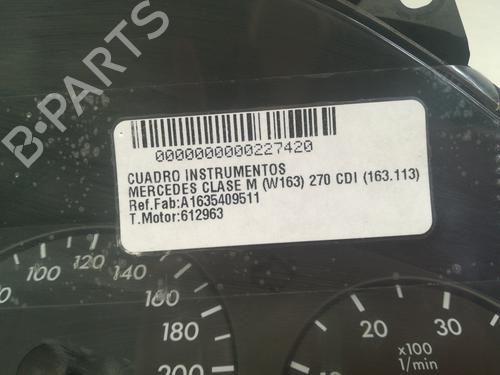 B-PARTS
0000000000227420
CUADRO INSTRUMENTOS
MERCEDES CLASE M (W163) 270 CDI (163.113)
Ref.Fab:A1635409511
T.Motor:612963
100 120 140
160
180
200
20 30
x100
1/min